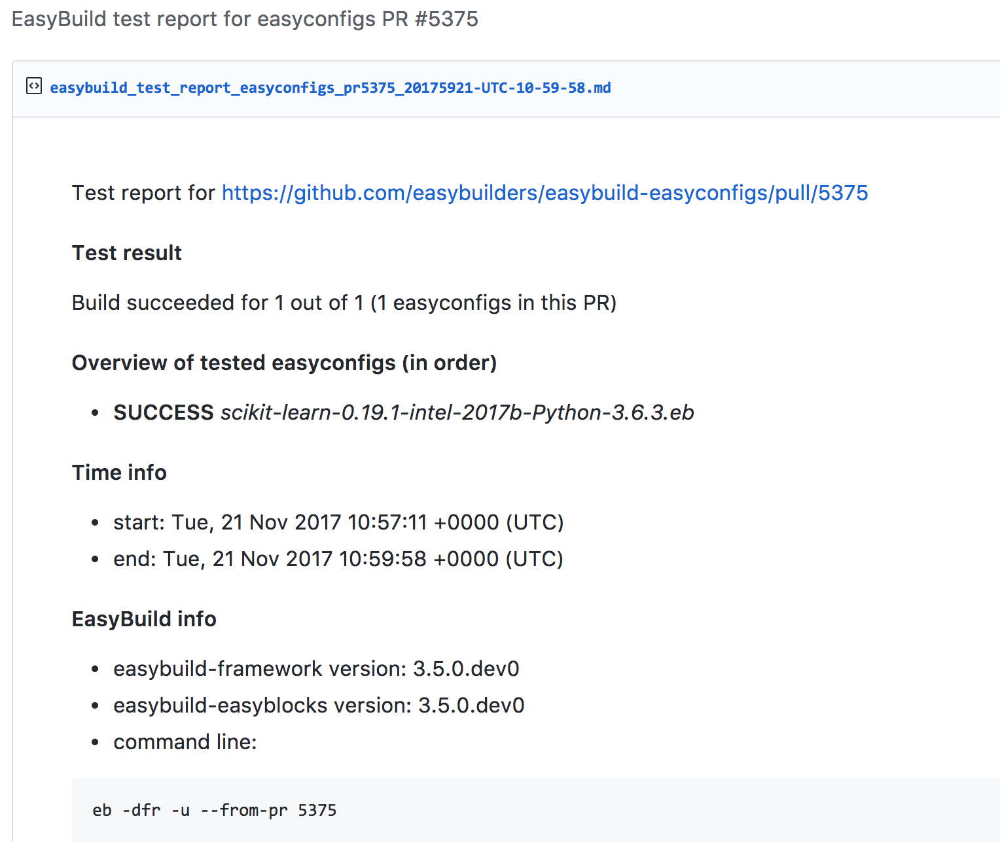 EasyBuild test report for easyconfigs PR #5375
easybuild_test_report_easyconfigs_pr5375_20175921-UTC-10-59-58.md
Test report for https://github.com/easybuilders/easybuild-easyconfigs/pull/5375
Test result
Build succeeded for 1 out of 1 (1 easyconfigs in this PR)
Overview of tested easyconfigs (in order)
• SUCCESS scikit-learn-0.19.1-intel-2017b-Python-3.6.3.eb
Time info
• start: Tue, 21 Nov 2017 10:57:11 +0000 (UTC)
• end: Tue, 21 Nov 2017 10:59:58 +0000 (UTC)
EasyBuild info
• easybuild-framework version: 3.5.0.dev0
• easybuild-easyblocks version: 3.5.0.dev0
• command line:
eb -dfr -u --from-pr 5375